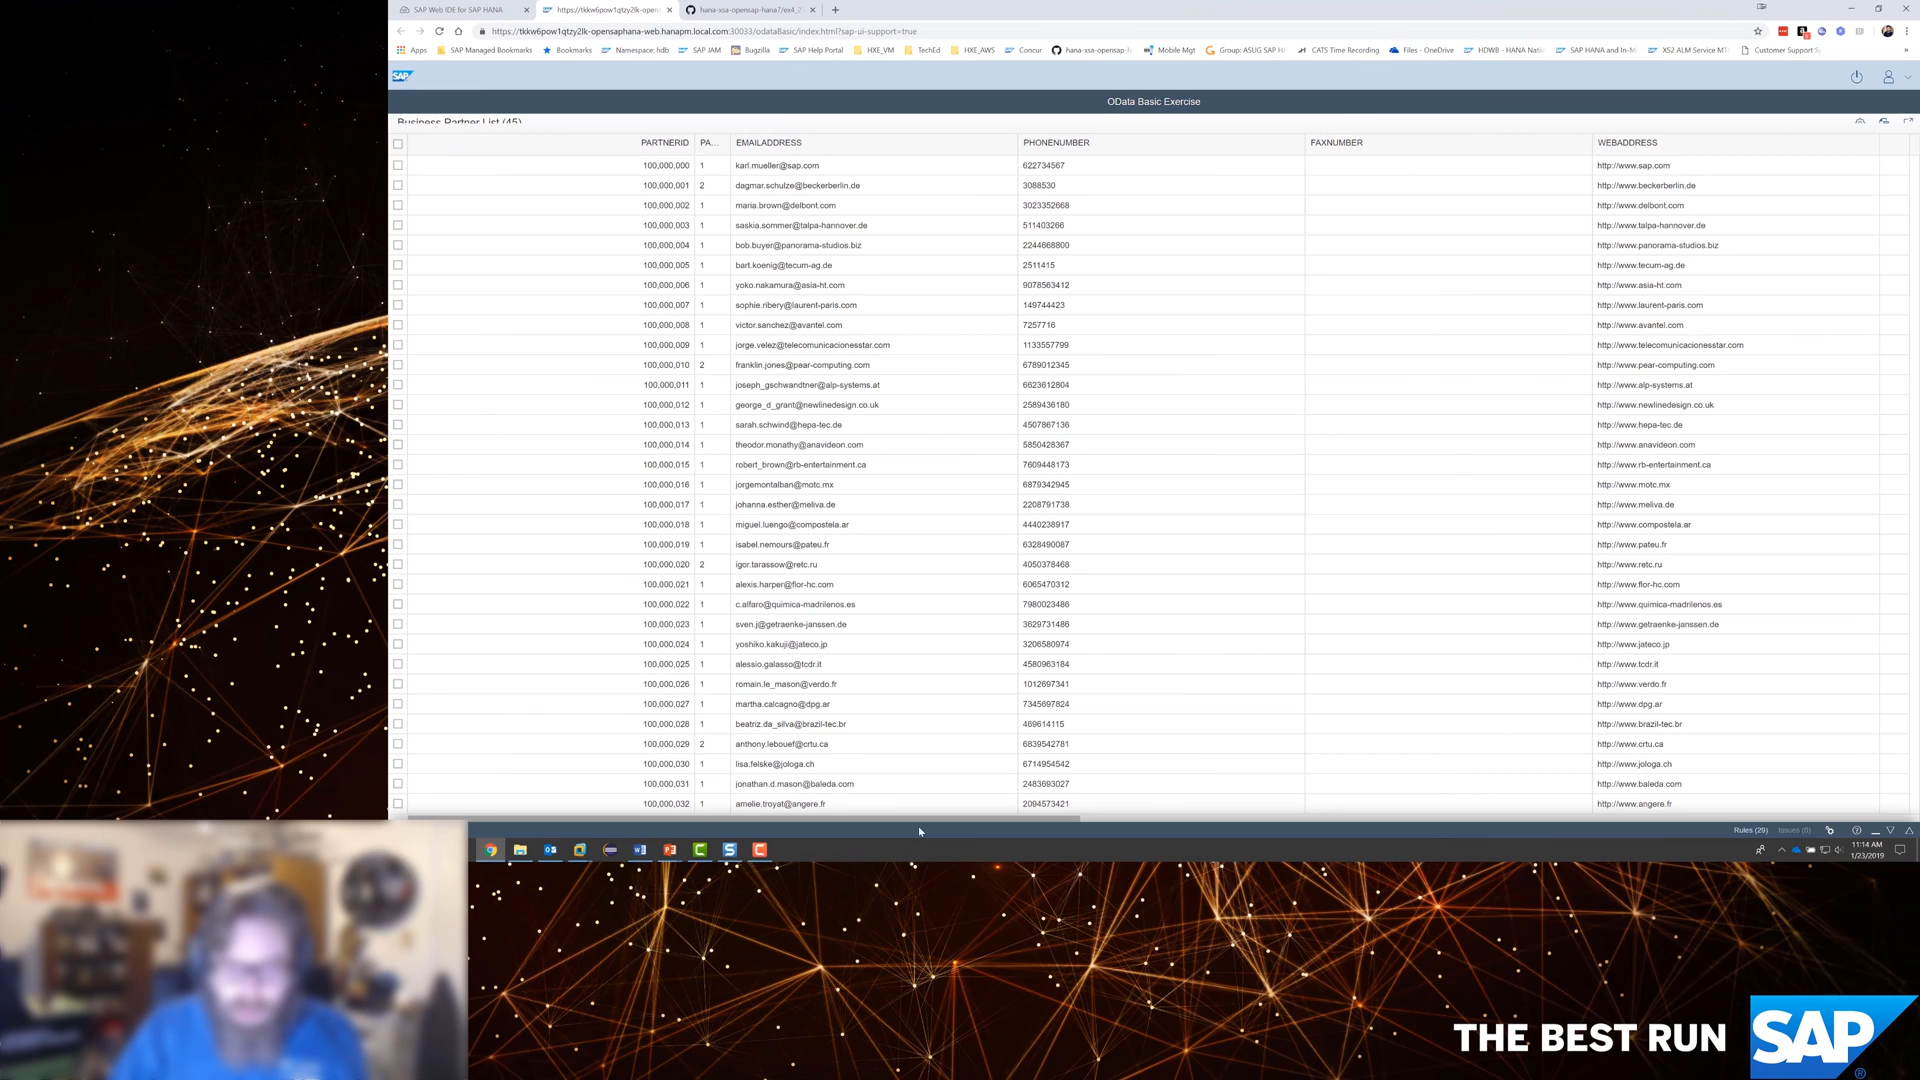 SAP Web IDE for SAP HANA
https://tkkw6pow1qtzy2lk-open
hana-xsa-opensap-hana7/ex4_2
https://tkkw6pow1qtzy2lk-opensaphana-web.hanapm.local.com:30033/odataBasic/index.html?sap-ui-support=true
Apps SAP Managed Bookmarks Bookmarks Namespace: hdb SAP JAM Bugzilla SAP Help Portal HXE_VM TechEd HXE_AWS Concur hana-xsa-opensap-h Mobile Mgt Group: ASUG SAP H CATS Time Recording Files - OneDrive HDWB - HANA Nati SAP HANA and In-M XS2 ALM Service MT Customer Support S
SAP
OData Basic Exercise
Business Partner List (45)
PARTNERID PA... EMAILADDRESS PHONENUMBER FAXNUMBER WEBADDRESS
100,000,000 1 karl.mueller@sap.com 622734567 http://www.sap.com
100,000,001 2 dagmar.schulze@beckerberlin.de 3088530 http://www.beckerberlin.de
100,000,002 1 maria.brown@delbont.com 3023352668 http://www.delbont.com
100,000,003 1 saskia.sommer@talpa-hannover.de 511403266 http://www.talpa-hannover.de
100,000,004 1 bob.buyer@panorama-studios.biz 2244668800 http://www.panorama-studios.biz
100,000,005 1 bart.koenig@tecum-ag.de 2511415 http://www.tecum-ag.de
100,000,006 1 yoko.nakamura@asia-ht.com 9078563412 http://www.asia-ht.com
100,000,007 1 sophie.ribery@laurent-paris.com 149744423 http://www.laurent-paris.com
100,000,008 1 victor.sanchez@avantel.com 7257716 http://www.avantel.com
100,000,009 1 jorge.velez@telecomunicacionesstar.com 1133557799 http://www.telecomunicacionesstar.com
100,000,010 2 franklin.jones@pear-computing.com 6789012345 http://www.pear-computing.com
100,000,011 1 joseph_gschwandtner@alp-systems.at 6623612804 http://www.alp-systems.at
100,000,012 1 george_d_grant@newlinedesign.co.uk 2589436180 http://www.newlinedesign.co.uk
100,000,013 1 sarah.schwind@hepa-tec.de 4507867136 http://www.hepa-tec.de
100,000,014 1 theodor.monathy@anavideon.com 5850428367 http://www.anavideon.com
100,000,015 1 robert_brown@rb-entertainment.ca 7609448173 http://www.rb-entertainment.ca
100,000,016 1 jorgemontalban@motc.mx 6879342945 http://www.motc.mx
100,000,017 1 johanna.esther@meliva.de 2208791738 http://www.meliva.de
100,000,018 1 miguel.luengo@compostela.ar 4440238917 http://www.compostela.ar
100,000,019 1 isabel.nemours@pateu.fr 6328490087 http://www.pateu.fr
100,000,020 2 igor.tarassow@retc.ru 4050378468 http://www.retc.ru
100,000,021 1 alexis.harper@flor-hc.com 6065470312 http://www.flor-hc.com
100,000,022 1 c.alfaro@quimica-madrilenos.es 7980023486 http://www.quimica-madrilenos.es
100,000,023 1 sven.j@getraenke-janssen.de 3629731486 http://www.getraenke-janssen.de
100,000,024 1 yoshiko.kakuji@jateco.jp 3206580974 http://www.jateco.jp
100,000,025 1 alessio.galasso@tcdr.it 4580963184 http://www.tcdr.it
100,000,026 1 romain.le_mason@verdo.fr 1012697341 http://www.verdo.fr
100,000,027 1 martha.calcagno@dpg.ar 7345697824 http://www.dpg.ar
100,000,028 1 beatriz.da_silva@brazil-tec.br 469614115 http://www.brazil-tec.br
100,000,029 2 anthony.lebouef@crtu.ca 6839542781 http://www.crtu.ca
100,000,030 1 lisa.felske@jologa.ch 6714954542 http://www.jologa.ch
100,000,031 1 jonathan.d.mason@baleda.com 2483693027 http://www.baleda.com
100,000,032 1 amelie.troyat@angere.fr 2094573421 http://www.angere.fr
Rules (29) Issues (0)
11:14 AM
1/23/2019
THE BEST RUN SAP